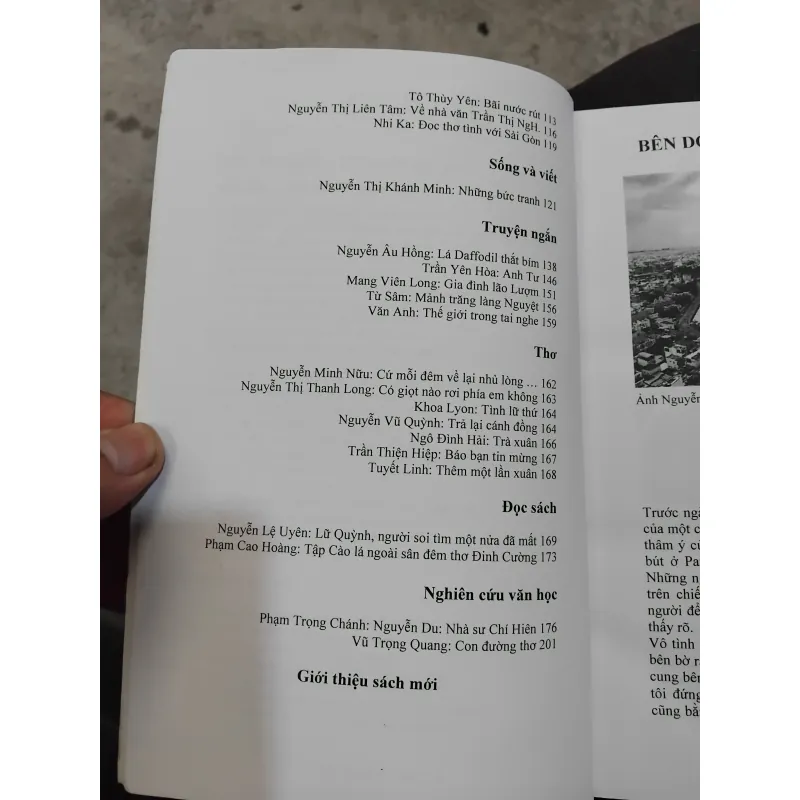 Tô Thùy Yên: Bãi nước rút 113
Nguyễn Thị Liên Tâm: Về nhà văn Trần Thị NgH. 116
Nhi Ka: Đọc thơ tình với Sài Gòn 119
Sống và viết
Nguyễn Thị Khánh Minh: Những bức tranh 121
Truyện ngắn
Nguyễn Âu Hồng: Lá Daffodil thắt bím 138
Trần Yên Hòa: Anh Tư 146
Mang Viên Long: Gia đình lão Lượm 151
Từ Sâm: Mảnh trăng làng Nguyệt 156
Văn Anh: Thế giới trong tai nghe 159
Thơ
Nguyễn Minh Nữu: Cứ mỗi đêm về lại nhủ lòng ... 162
Nguyễn Thị Thanh Long: Có giọt nào rơi phía em không 163
Khoa Lyon: Tình lữ thứ 164
Nguyễn Vũ Quỳnh: Trả lại cánh đồng 164
Ngô Đình Hải: Trà xuân 166
Trần Thiện Hiệp: Báo bạn tin mừng 167
Tuyết Linh: Thêm một lần xuân 168
Đọc sách
Nguyễn Lệ Uyên: Lữ Quỳnh, người soi tìm một nửa đã mất 169
Phạm Cao Hoàng: Tập Cào lá ngoài sân đêm thơ Đinh Cường 173
Nghiên cứu văn học
Phạm Trọng Chánh: Nguyễn Du: Nhà sư Chí Hiên 176
Vũ Trọng Quang: Con đường thơ 201
Giới thiệu sách mới
BÊN DO
Ảnh Nguyễn
Trước ngà
của một c
thâm ý củ
bút ở Pa
Những n
trên chiế
người để
thấy rõ.
Vô tình
bên bờ r
cung bên
tôi đứng
cũng bằn